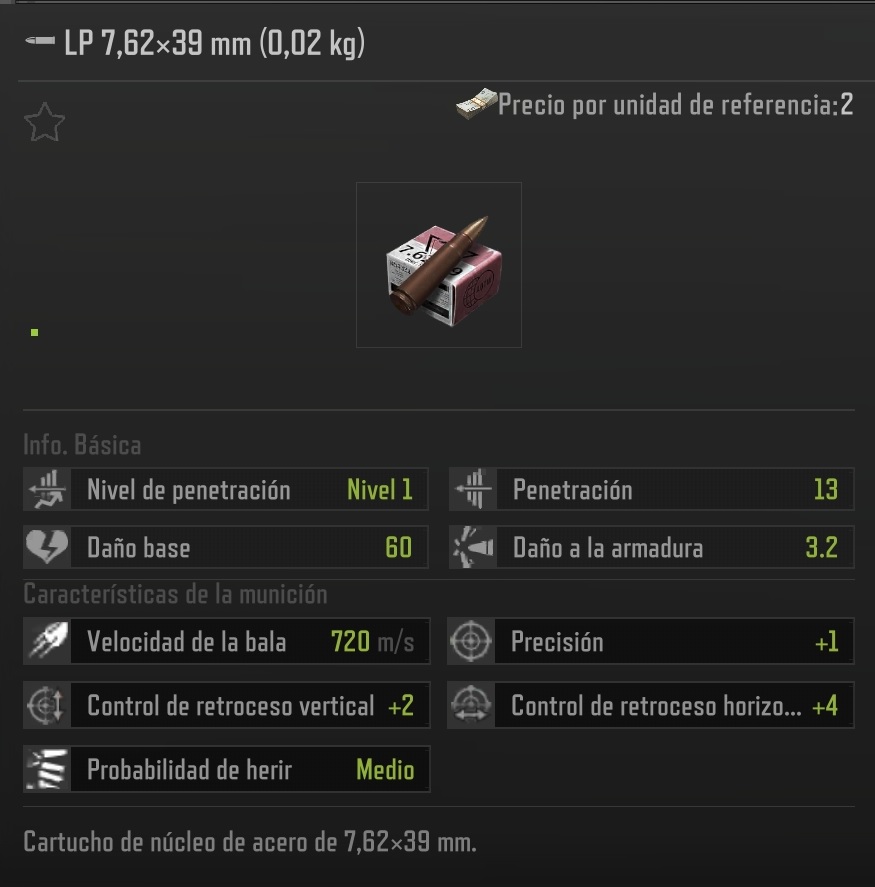 LP 7,62×39 mm (0,02 kg)
Precio por unidad de referencia:2
Info. Básica
Nivel de penetración Nivel 1
Penetración 13
Daño base 60
Daño a la armadura 3.2
Características de la munición
Velocidad de la bala 720 m/s
Precisión +1
Control de retroceso vertical +2
Control de retroceso horizo... +4
Probabilidad de herir Medio
Cartucho de núcleo de acero de 7,62×39 mm.